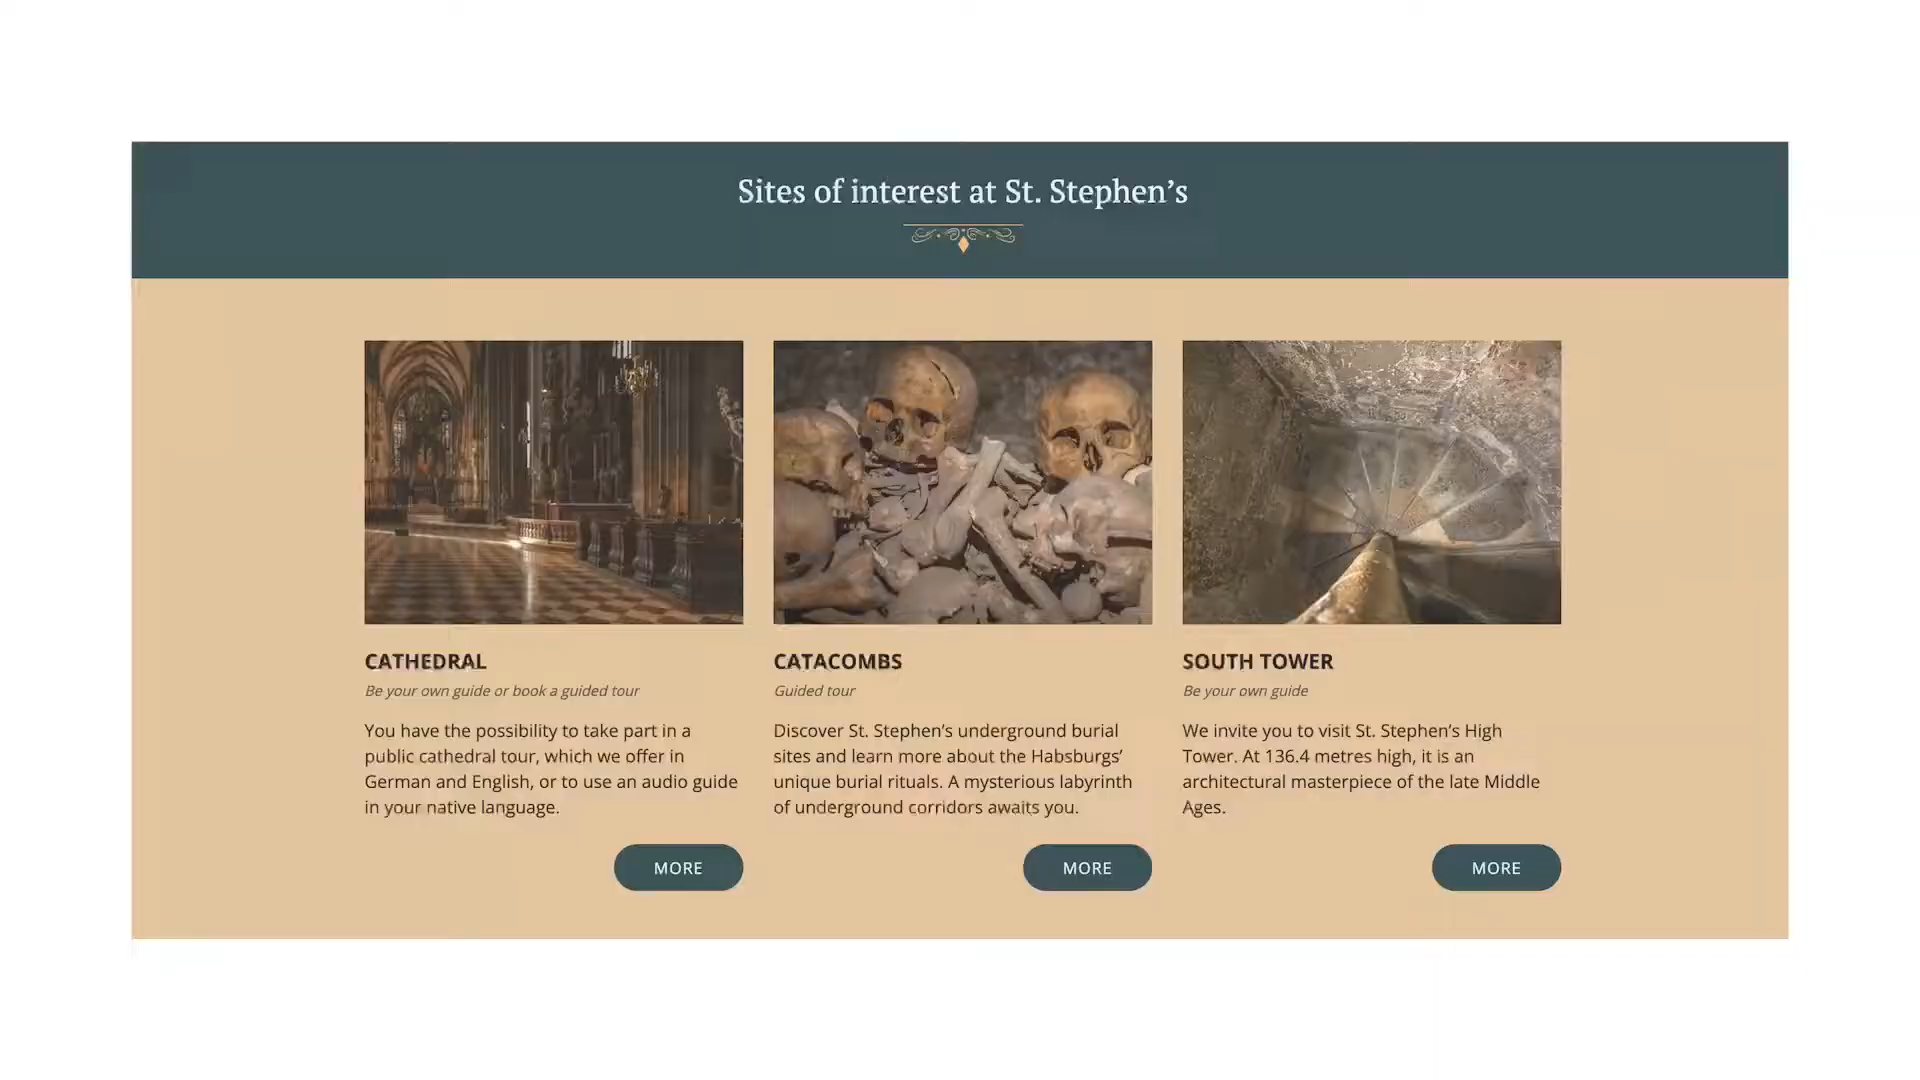 Sites of interest at St. Stephen’s
CATHEDRAL
Be your own guide or book a guided tour
You have the possibility to take part in a
public cathedral tour, which we offer in
German and English, or to use an audio guide
in your native language.
MORE
CATACOMBS
Guided tour
Discover St. Stephen’s underground burial
sites and learn more about the Habsburgs’
unique burial rituals. A mysterious labyrinth
of underground corridors awaits you.
MORE
SOUTH TOWER
Be your own guide
We invite you to visit St. Stephen’s High
Tower. At 136.4 metres high, it is an
architectural masterpiece of the late Middle
Ages.
MORE